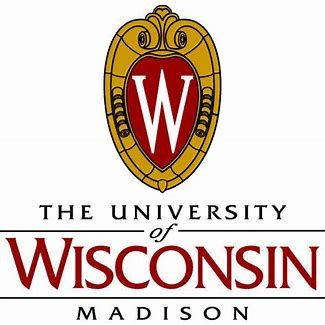 W
THE UNIVERSITY
of
WISCONSIN
MADISON